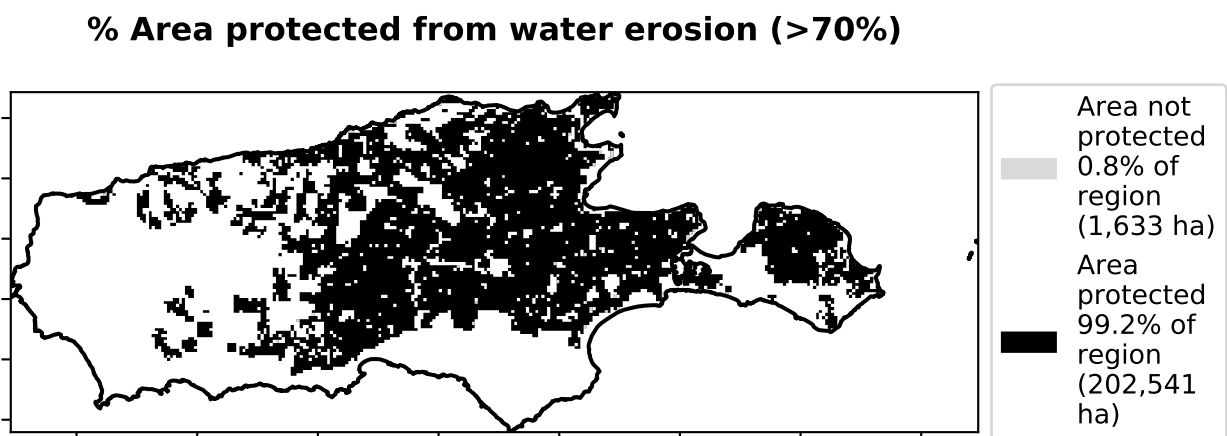 % Area protected from water erosion (>70%)
Area not
protected
0.8% of
region
(1,633 ha)
Area
protected
99.2% of
region
(202,541
ha)